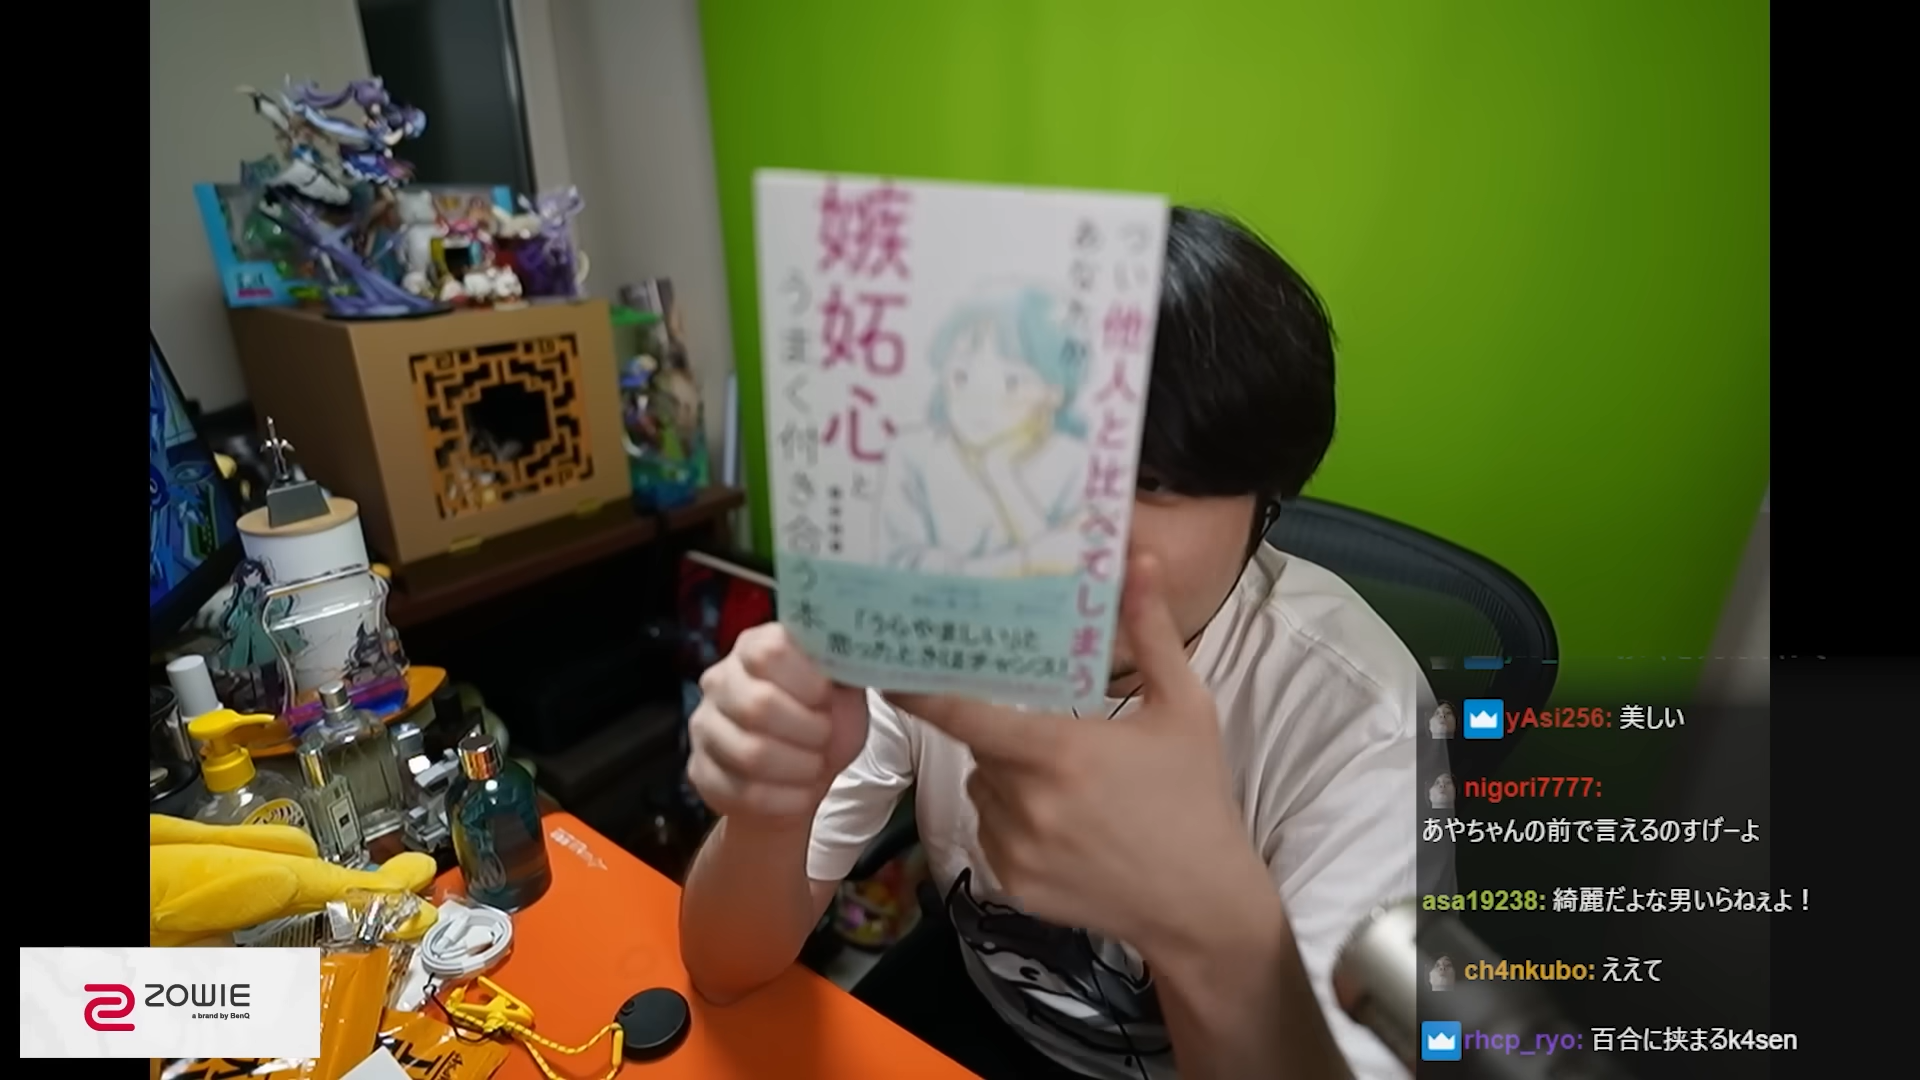 つい他人と比べてしまう
あなたが
嫉妬心と
うまく付き合う本
「うらやましい」と
思ったときはチャンス!
yAsi256: 美しい
nigori7777:
あやちゃんの前で言えるのすげーよ
asa19238: 綺麗だよな男いらねぇよ！
ch4nkubo: ええて
rhcp_ryo: 百合に挟まるk4sen
ZOWIE
a brand by BenQ